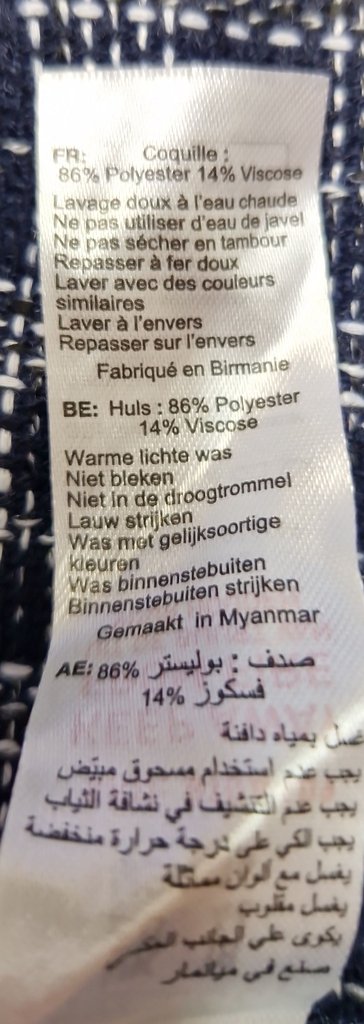 FR: Coquille :
86% Polyester 14% Viscose
Lavage doux à l'eau chaude
Ne pas utiliser d'eau de javel
Ne pas sécher en tambour
Repasser à fer doux
Laver avec des couleurs
similaires
Laver à l'envers
Repasser sur l'envers
Fabriqué en Birmanie
BE: Huls : 86% Polyester
14% Viscose
Warme lichte was
Niet bleken
Niet in de droogtrommel
Lauw strijken
Was met gelijksoortige
kleuren
Was binnenstebuiten
Binnenstebuiten strijken
Gemaakt in Myanmar
AE: 86% صدف : بوليستر
14% فسكوز
غسل بمياه دافئة
يجب عدم استخدام مسحوق مبيّض
يجب عدم التنشيف في نشافة الثياب
يجب الكي على درجة حرارة منخفضة
يغسل مع ألوان مماثلة
يغسل مقلوب
يكوى على الجانب
صنع في ميانمار